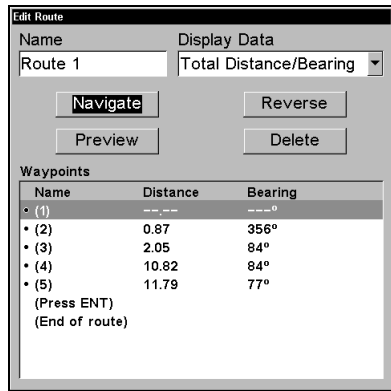 Edit Route
Name Display Data
Route 1 Total Distance/Bearing
Navigate Reverse
Preview Delete
Waypoints
Name Distance Bearing
• (1) --.-- ---º
• (2) 0.87 356º
• (3) 2.05 84º
• (4) 10.82 84º
• (5) 11.79 77º
(Press ENT)
(End of route)